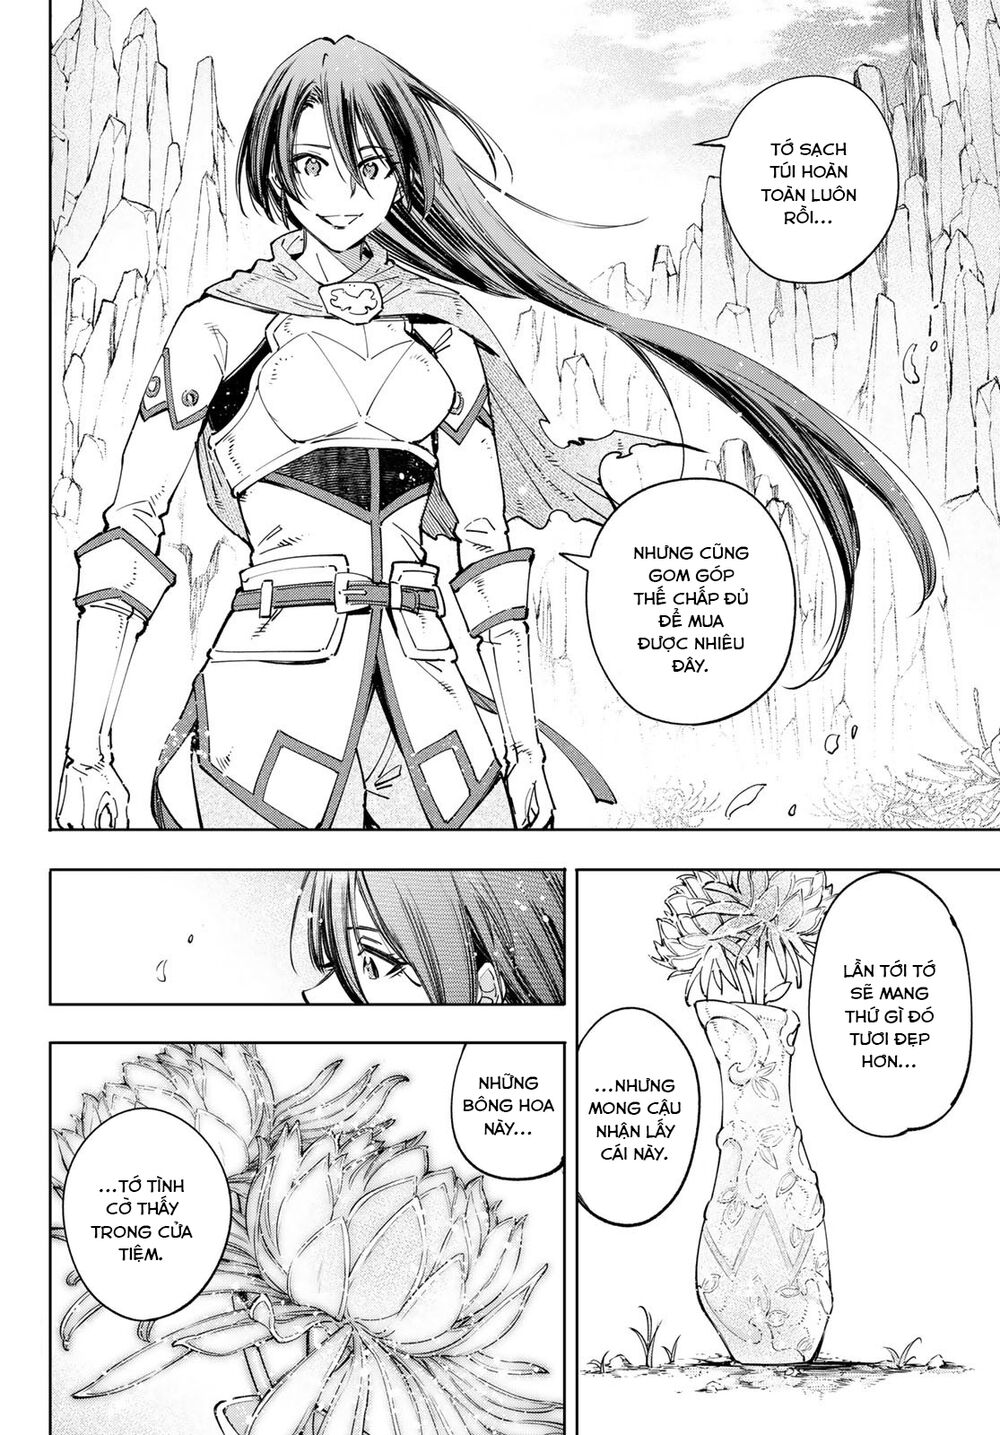 TỚ SẠCH
TÚI HOÀN
TOÀN LUÔN
RỒI...
NHƯNG CŨNG
GOM GÓP
THẾ CHẤP ĐỦ
ĐỂ MUA
ĐƯỢC NHIÊU
ĐÂY.
LẦN TỚI TỚ
SẼ MANG
THỨ GÌ ĐÓ
TƯƠI ĐẸP
HƠN...
...NHƯNG
MONG CẬU
NHẬN LẤY
CÁI NÀY.
NHỮNG
BÔNG HOA
NÀY...
...TỚ TÌNH
CỜ THẤY
TRONG CỬA
TIỆM.